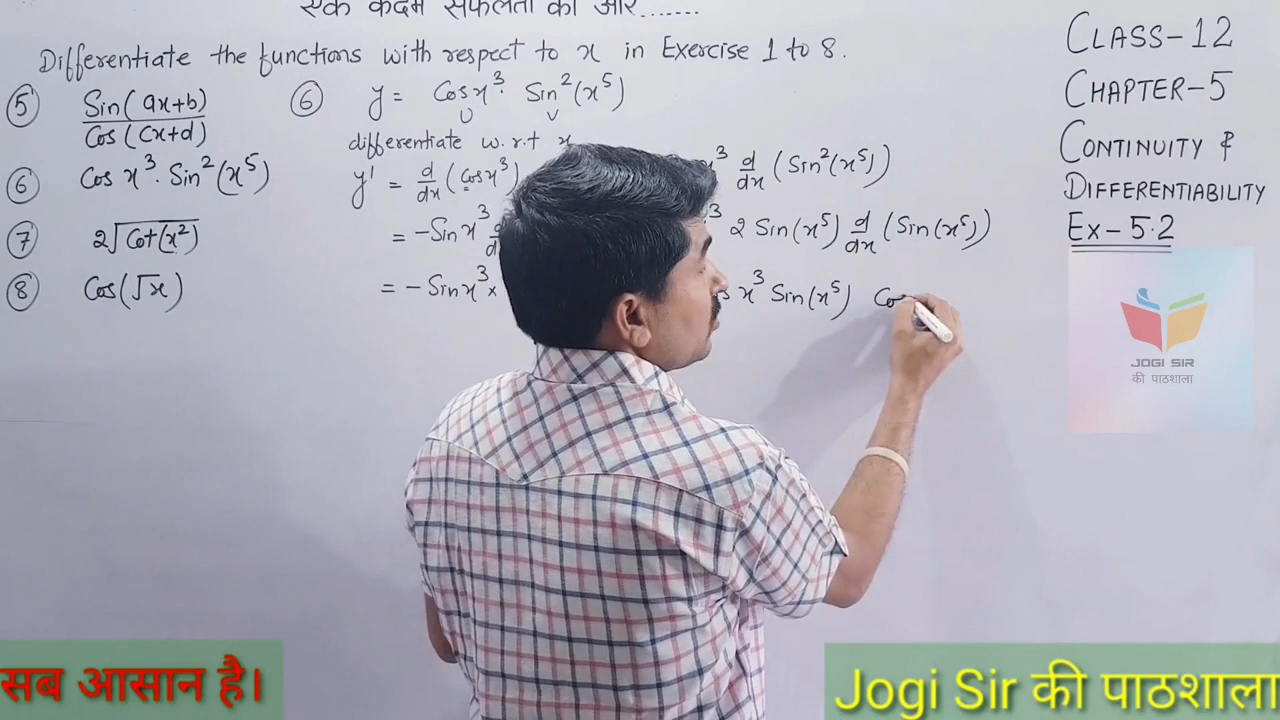 एक कदम सफलता की ओर.......
Differentiate the functions with respect to x in Exercise 1 to 8.
⑤ Sin(ax+b)
Cos(cx+d)
⑥ Cos x³. Sin²(x⁵)
⑦ 2√Cot(x²)
⑧ Cos(√x)
⑥ y = Cos x³. Sin²(x⁵)
U V
differentiate w.r.t x
y' = d/dx (Cos x³) x³ d/dx (Sin²(x⁵))
= -Sin x³ 2 Sin(x⁵) d/dx (Sin(x⁵))
= - Sin x³ × x³ Sin(x⁵) Co
CLASS-12
CHAPTER-5
CONTINUITY &
DIFFERENTIABILITY
Ex-5.2
JOGI SIR
की पाठशाला
सब आसान है।
Jogi Sir की पाठशाला